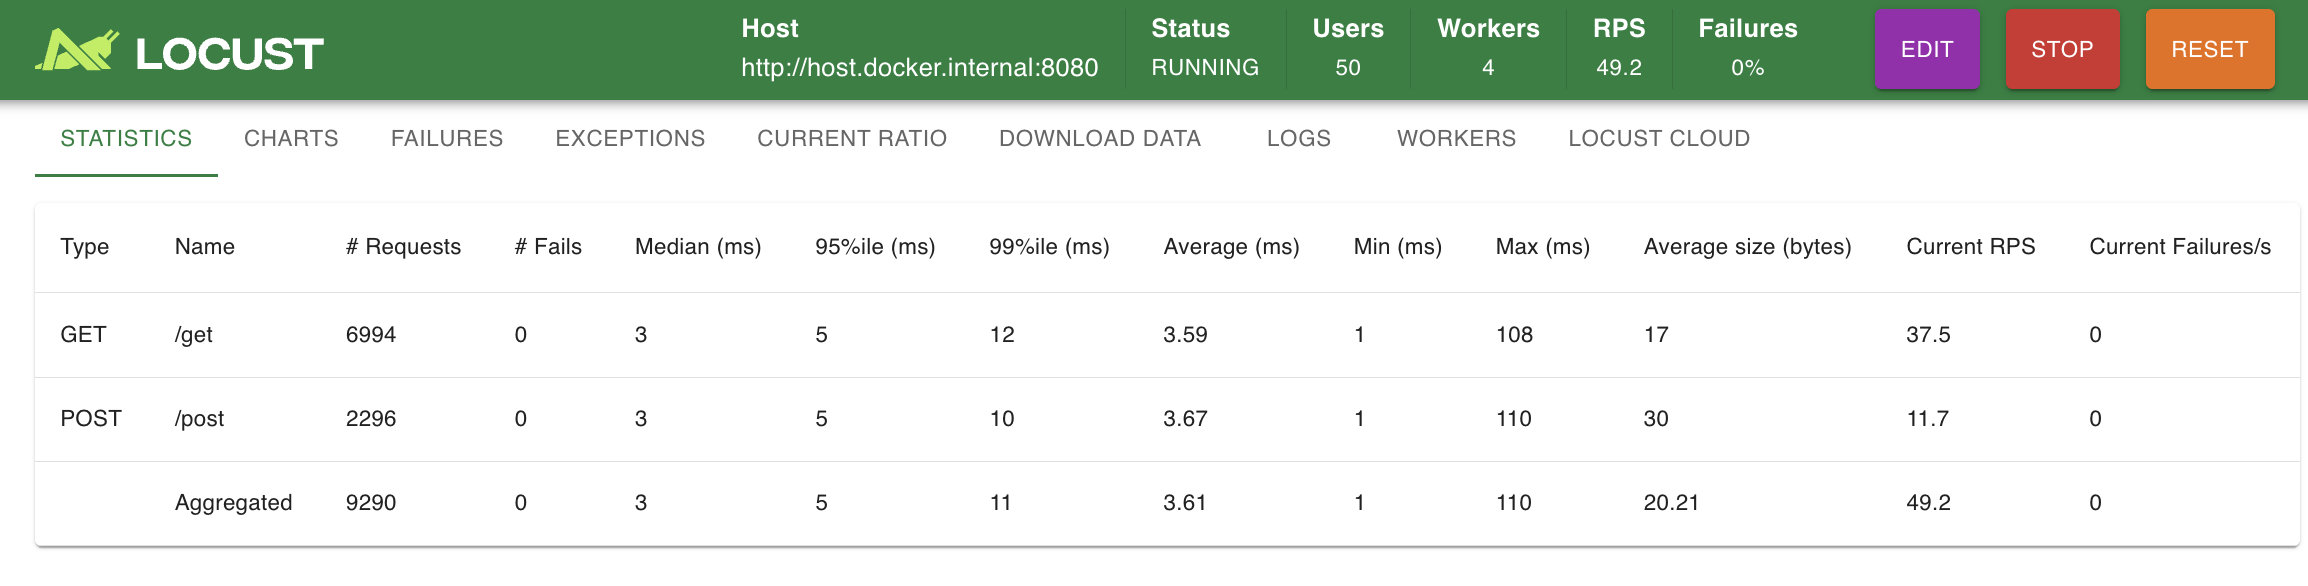 LOCUST
Host
http://host.docker.internal:8080
Status
RUNNING
Users
50
Workers
4
RPS
49.2
Failures
0%
EDIT
STOP
RESET
STATISTICS CHARTS FAILURES EXCEPTIONS CURRENT RATIO DOWNLOAD DATA LOGS WORKERS LOCUST CLOUD
Type Name # Requests # Fails Median (ms) 95%ile (ms) 99%ile (ms) Average (ms) Min (ms) Max (ms) Average size (bytes) Current RPS Current Failures/s
GET /get 6994 0 3 5 12 3.59 1 108 17 37.5 0
POST /post 2296 0 3 5 10 3.67 1 110 30 11.7 0
Aggregated 9290 0 3 5 11 3.61 1 110 20.21 49.2 0